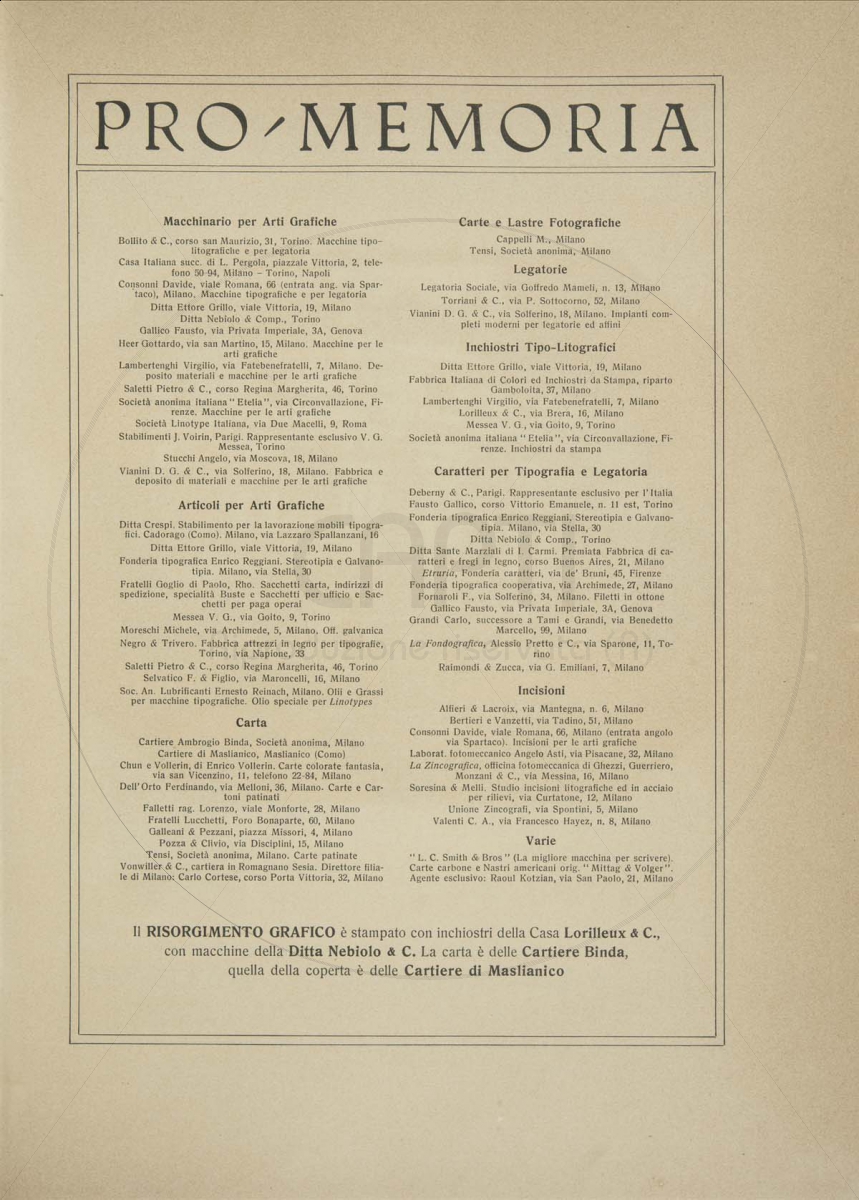 PRO-MEMORIA
Macchinario per Arti Grafiche
Bollito & C., corso san Maurizio, 31, Torino. Macchine tipo-
litografiche e per legatoria
Casa Italiana succ. di L. Pergola, piazzale Vittoria, 2, tele-
fono 50-94, Milano - Torino, Napoli
Consonni Davide, viale Romana, 66 (entrata ang. via Spar-
taco), Milano. Macchine tipografiche e per legatoria
Ditta Ettore Grillo, viale Vittoria, 19, Milano
Ditta Nebiolo & Comp., Torino
Gallico Fausto, via Privata Imperiale, 3A, Genova
Heer Gottardo, via san Martino, 15, Milano. Macchine per le
arti grafiche
Lambertenghi Virgilio, via Fatebenefratelli, 7, Milano. De-
posito materiali e macchine per le arti grafiche
Saletti Pietro & C., corso Regina Margherita, 46, Torino
Società anonima italiana "Etelia", via Circonvallazione, Fi-
renze. Macchine per le arti grafiche
Società Linotype Italiana, via Due Macelli, 9, Roma
Stabilimenti J. Voirin, Parigi. Rappresentante esclusivo V. G.
Messea, Torino
Stucchi Angelo, via Moscova, 18, Milano
Vianini D. G. & C., via Solferino, 18, Milano. Fabbrica e
deposito di materiali e macchine per le arti grafiche
Articoli per Arti Grafiche
Ditta Crespi. Stabilimento per la lavorazione mobili tipogra-
fici. Cadorago (Como). Milano, via Lazzaro Spallanzani, 16
Ditta Ettore Grillo, viale Vittoria, 19, Milano
Fonderia tipografica Enrico Reggiani. Stereotipia e Galvano-
tipia. Milano, via Stella, 30
Fratelli Goglio di Paolo, Rho. Sacchetti carta, indirizzi di
spedizione, specialità Buste e Sacchetti per ufficio e Sac-
chetti per paga operai
Messea V. G., via Goito, 9, Torino
Moreschi Michele, via Archimede, 5, Milano. Off. galvanica
Negro & Trivero. Fabbrica attrezzi in legno per tipografie,
Torino, via Napione, 33
Saletti Pietro & C., corso Regina Margherita, 46, Torino
Selvatico F. & Figlio, via Maroncelli, 16, Milano
Soc. An. Lubrificanti Ernesto Reinach, Milano. Olii e Grassi
per macchine tipografiche. Olio speciale per Linotypes
Carta
Cartiere Ambrogio Binda, Società anonima, Milano
Cartiere di Maslianico, Maslianico (Como)
Chun e Vollerin, di Enrico Vollerin. Carte colorate fantasia,
via san Vicenzino, 11, telefono 22-84, Milano
Dell'Orto Ferdinando, via Melloni, 36, Milano. Carte e Car-
toni patinati
Falletti rag. Lorenzo, viale Monforte, 28, Milano
Fratelli Lucchetti, Foro Bonaparte, 60, Milano
Galleani & Pezzani, piazza Missori, 4, Milano
Pozza & Clivio, via Disciplini, 15, Milano
Tensi, Società anonima, Milano. Carte patinate
Vonwiller & C., cartiera in Romagnano Sesia. Direttore filia-
le di Milano: Carlo Cortese, corso Porta Vittoria, 32, Milano
Carte e Lastre Fotografiche
Cappelli M., Milano
Tensi, Società anonima, Milano
Legatorie
Legatoria Sociale, via Goffredo Mameli, n. 13, Milano
Torriani & C., via P. Sottocorno, 52, Milano
Vianini D. G. & C., via Solferino, 18, Milano. Impianti com-
pleti moderni per legatorie ed affini
Inchiostri Tipo-Litografici
Ditta Ettore Grillo, viale Vittoria, 19, Milano
Fabbrica Italiana di Colori ed Inchiostri da Stampa, riparto
Gamboloita, 37, Milano
Lambertenghi Virgilio, via Fatebenefratelli, 7, Milano
Lorilleux & C., via Brera, 16, Milano
Messea V. G., via Goito, 9, Torino
Società anonima italiana "Etelia", via Circonvallazione, Fi-
renze. Inchiostri da stampa
Caratteri per Tipografia e Legatoria
Deberny & C., Parigi. Rappresentante esclusivo per l'Italia
Fausto Gallico, corso Vittorio Emanuele, n. 11 est, Torino
Fonderia tipografica Enrico Reggiani. Stereotipia e Galvano-
tipia. Milano, via Stella, 30
Ditta Nebiolo & Comp., Torino
Ditta Sante Marziali di I. Carmi. Premiata Fabbrica di ca-
ratteri e fregi in legno, corso Buenos Aires, 21, Milano
Etruria, Fonderia caratteri, via de' Bruni, 45, Firenze
Fonderia tipografica cooperativa, via Archimede, 27, Milano
Fornaroli F., via Solferino, 34, Milano. Filetti in ottone
Gallico Fausto, via Privata Imperiale, 3A, Genova
Grandi Carlo, successore a Tami e Grandi, via Benedetto
Marcello, 99, Milano
La Fondografica, Alessio Pretto e C., via Sparone, 11, To-
rino
Raimondi & Zucca, via G. Emiliani, 7, Milano
Incisioni
Alfieri & Lacroix, via Mantegna, n. 6, Milano
Bertieri e Vanzetti, via Tadino, 51, Milano
Consonni Davide, viale Romana, 66, Milano (entrata angolo
via Spartaco). Incisioni per le arti grafiche
Laborat. fotomeccanico Angelo Asti, via Pisacane, 32, Milano
La Zincografica, officina fotomeccanica di Ghezzi, Guerriero,
Monzani & C., via Messina, 16, Milano
Soresina & Melli. Studio incisioni litografiche ed in acciaio
per rilievi, via Curtatone, 12, Milano
Unione Zincografi, via Spontini, 5, Milano
Valenti C. A., via Francesco Hayez, n. 8, Milano
Varie
"L. C. Smith & Bros" (La migliore macchina per scrivere).
Carte carbone e Nastri americani orig. "Mittag & Volger".
Agente esclusivo: Raoul Kotzian, via San Paolo, 21, Milano
Il RISORGIMENTO GRAFICO è stampato con inchiostri della Casa Lorilleux & C.,
con macchine della Ditta Nebiolo & C. La carta è delle Cartiere Binda,
quella della coperta è delle Cartiere di Maslianico